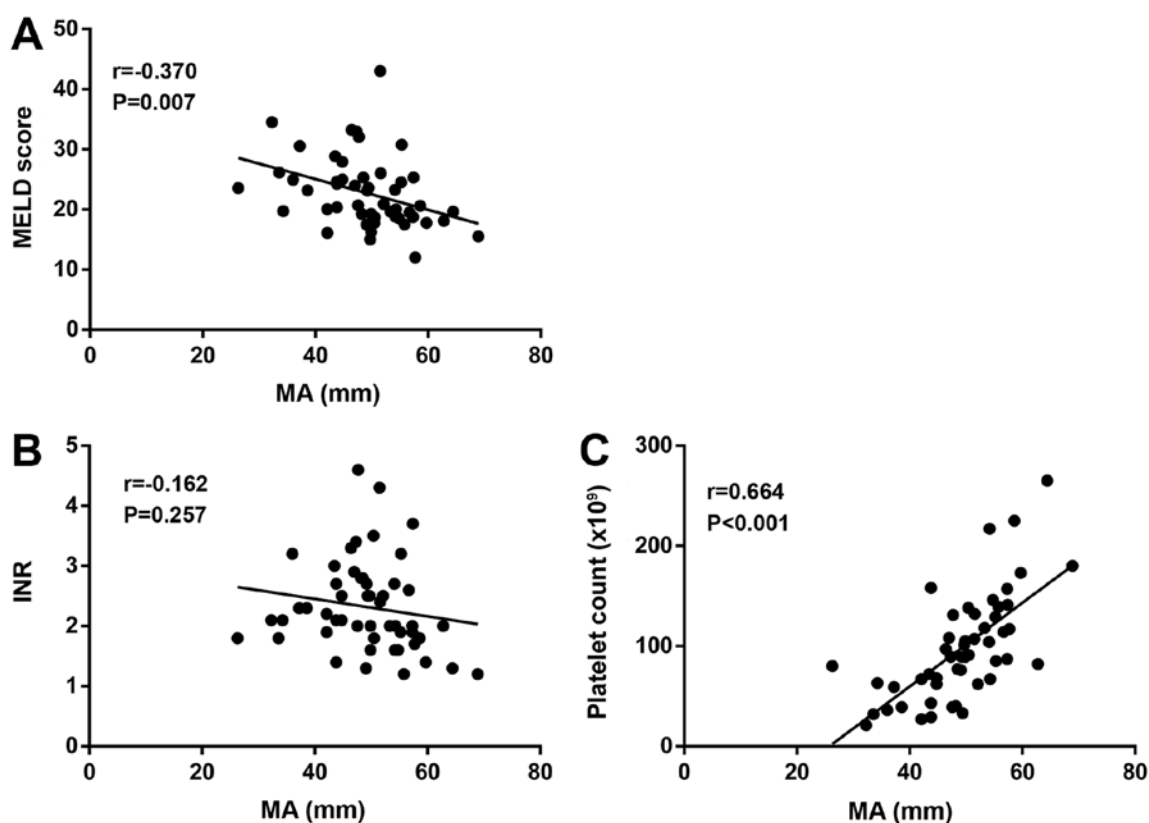 A
r=-0.370
P=0.007
MELD score
50
40
30
20
10
0
0 20 40 60 80
MA (mm)
B
r=-0.162
P=0.257
INR
5
4
3
2
1
0
0 20 40 60 80
MA (mm)
C
r=0.664
P<0.001
Platelet count (x10⁹)
300
200
100
0
0 20 40 60 80
MA (mm)